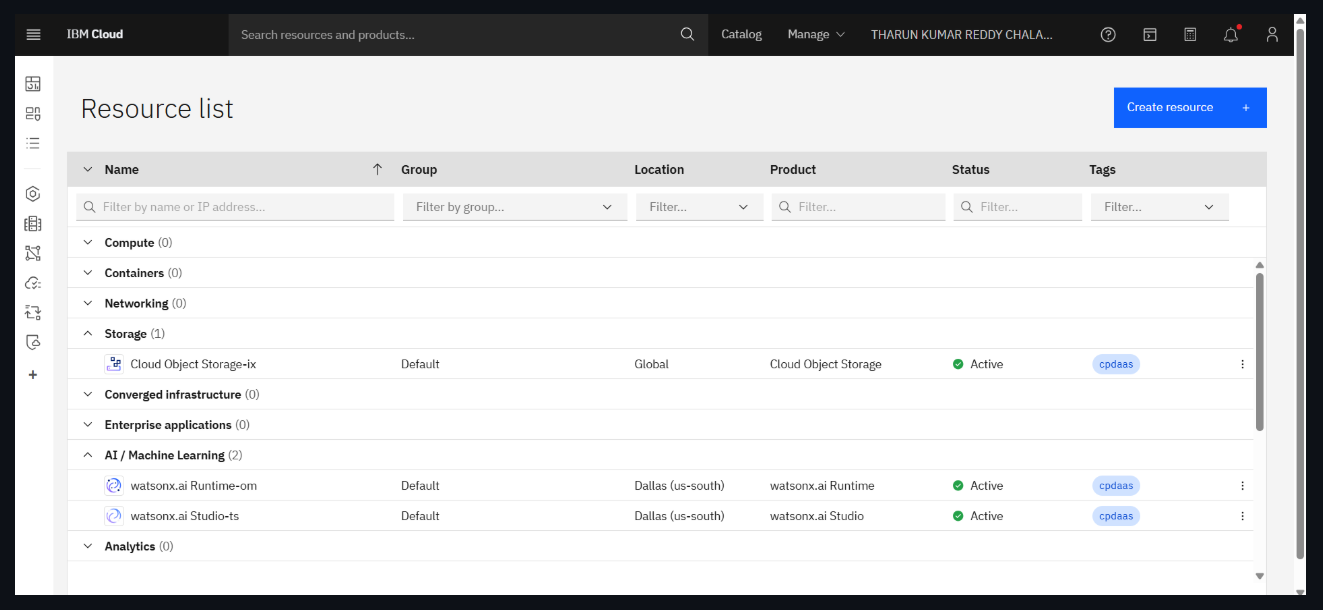 IBM Cloud Search resources and products... Catalog Manage THARUN KUMAR REDDY CHALA...
Resource list
Create resource +
Name Group Location Product Status Tags
Filter by name or IP address... Filter by group... Filter... Filter... Filter... Filter...
Compute (0)
Containers (0)
Networking (0)
Storage (1)
Cloud Object Storage-ix Default Global Cloud Object Storage Active cpdaas
Converged infrastructure (0)
Enterprise applications (0)
AI / Machine Learning (2)
watsonx.ai Runtime-om Default Dallas (us-south) watsonx.ai Runtime Active cpdaas
watsonx.ai Studio-ts Default Dallas (us-south) watsonx.ai Studio Active cpdaas
Analytics (0)